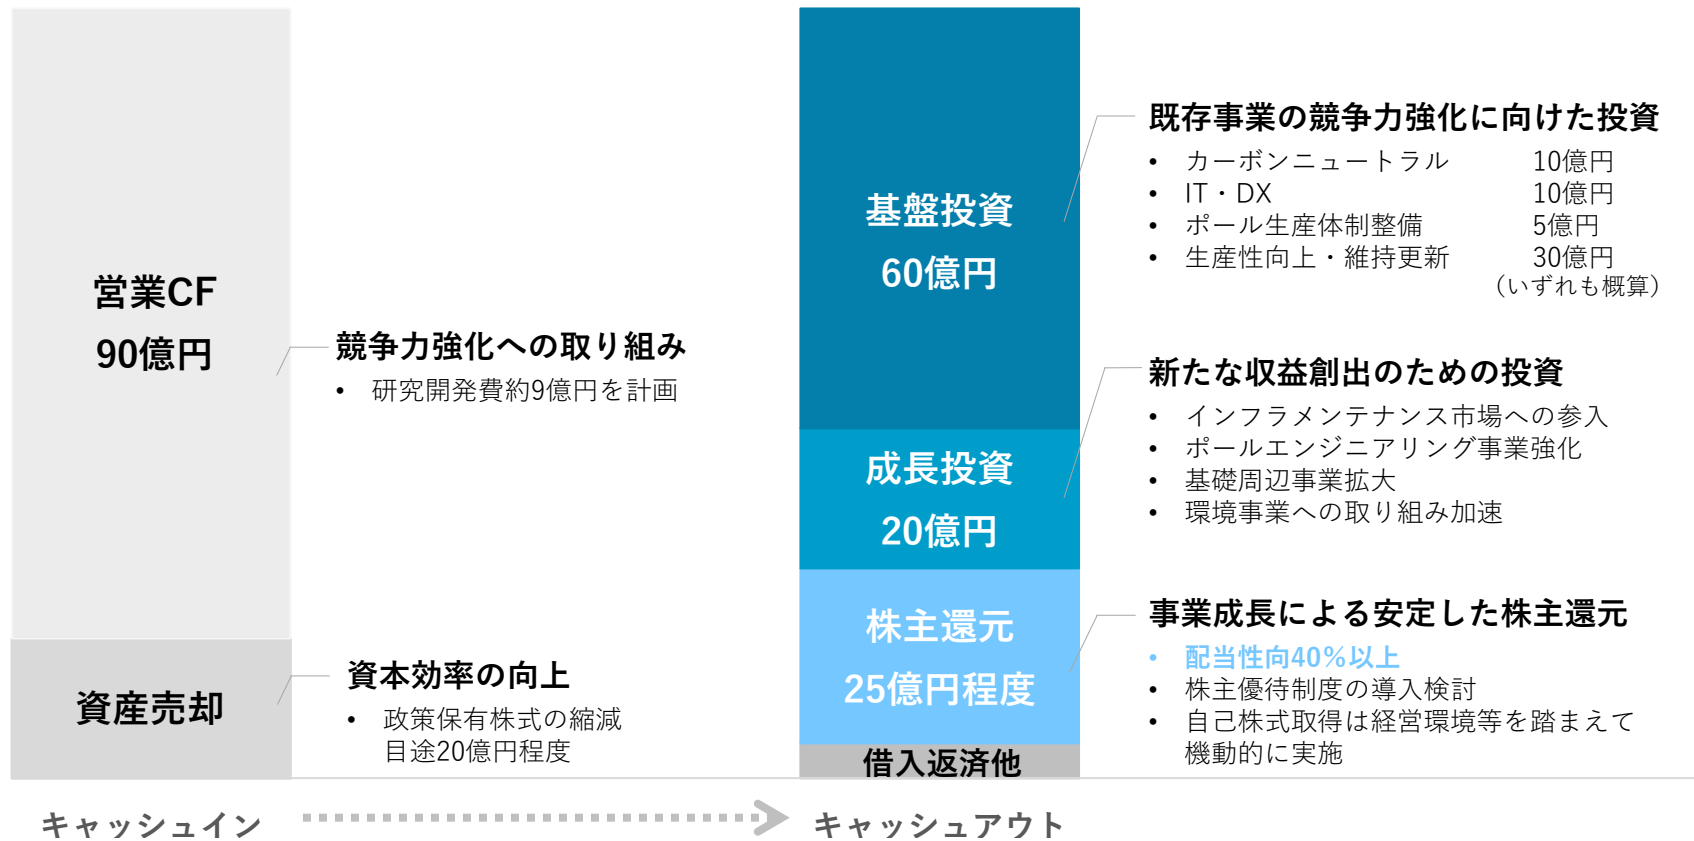 営業CF
90億円
競争力強化への取り組み
• 研究開発費約9億円を計画
資産売却
資本効率の向上
• 政策保有株式の縮減
目途20億円程度
キャッシュイン
基盤投資
60億円
既存事業の競争力強化に向けた投資
• カーボンニュートラル 10億円
• IT・DX 10億円
• ポール生産体制整備 5億円
• 生産性向上・維持更新 30億円
（いずれも概算）
成長投資
20億円
新たな収益創出のための投資
• インフラメンテナンス市場への参入
• ポールエンジニアリング事業強化
• 基礎周辺事業拡大
• 環境事業への取り組み加速
株主還元
25億円程度
事業成長による安定した株主還元
• 配当性向40%以上
• 株主優待制度の導入検討
• 自己株式取得は経営環境等を踏まえて
機動的に実施
借入返済他
キャッシュアウト